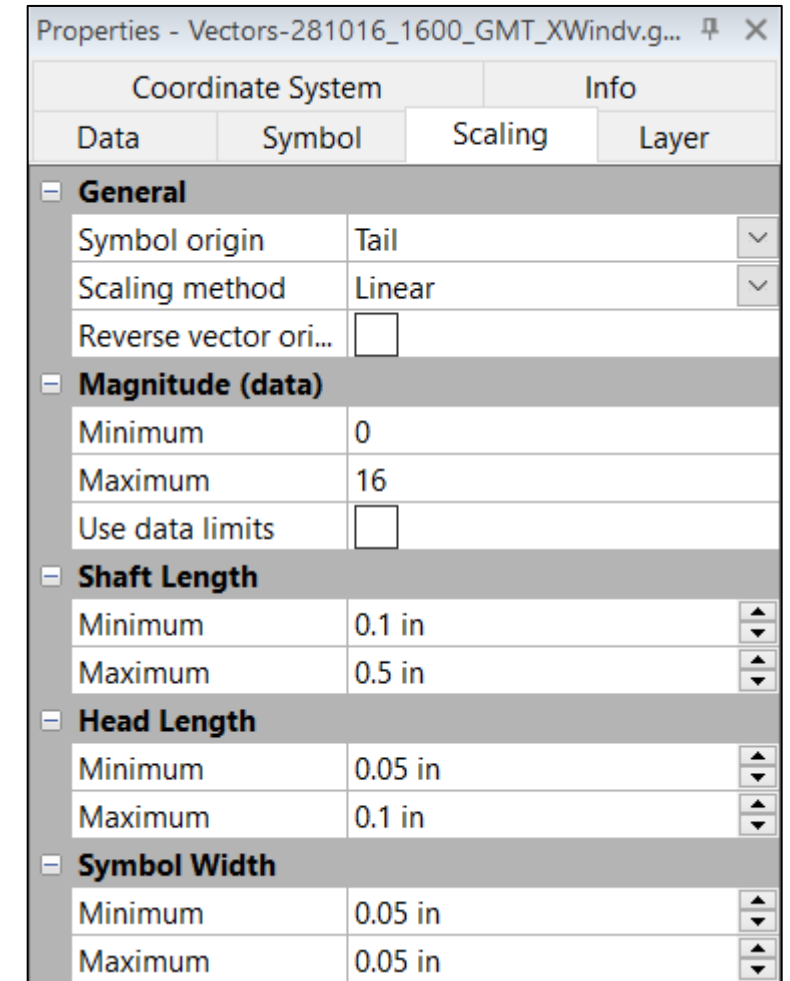 Properties - Vectors-281016_1600_GMT_XWindv.g...
Coordinate System Info
Data Symbol Scaling Layer
General
Symbol origin Tail
Scaling method Linear
Reverse vector ori...
Magnitude (data)
Minimum 0
Maximum 16
Use data limits
Shaft Length
Minimum 0.1 in
Maximum 0.5 in
Head Length
Minimum 0.05 in
Maximum 0.1 in
Symbol Width
Minimum 0.05 in
Maximum 0.05 in